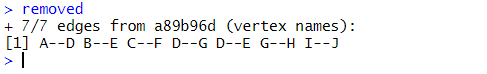 > removed
+ 7/7 edges from a89b96d (vertex names):
[1] A--D B--E C--F D--G D--E G--H I--J
>